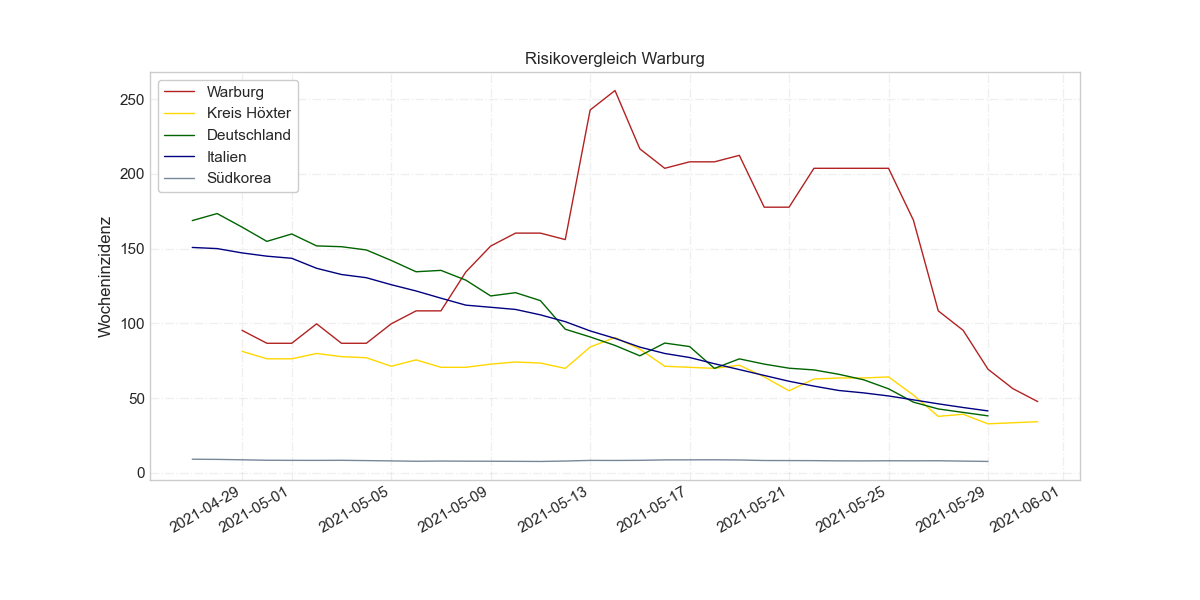 Risikovergleich Warburg
Warburg
Kreis Höxter
Deutschland
Italien
Südkorea
Wocheninzidenz
250
200
150
100
50
0
2021-04-29
2021-05-01
2021-05-05
2021-05-09
2021-05-13
2021-05-17
2021-05-21
2021-05-25
2021-05-29
2021-06-01